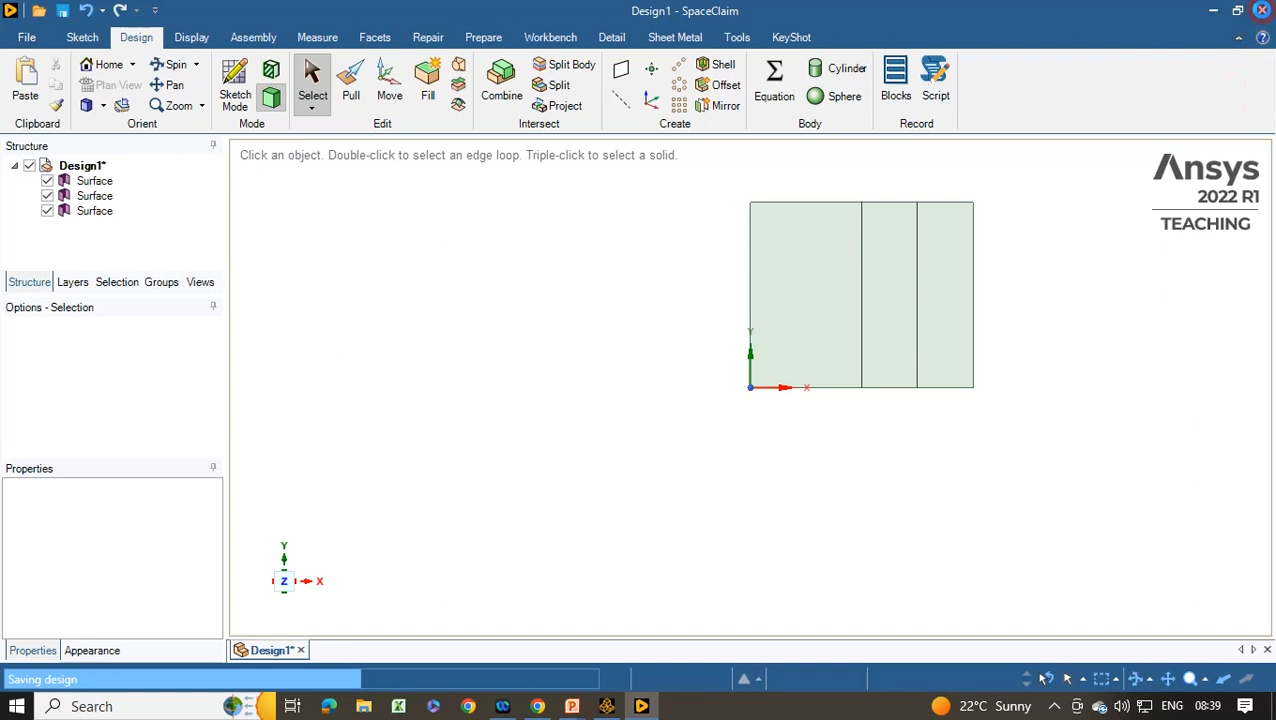 Design1 - SpaceClaim
File Sketch Design Display Assembly Measure Facets Repair Prepare Workbench Detail Sheet Metal Tools KeyShot
Home Spin Shell Cylinder
Split Body
Plan View Pan Split Offset
Paste Sketch Mode Select Pull Move Fill Combine Equation Blocks Script
Zoom Project Mirror Sphere
Clipboard Orient Mode Edit Intersect Create Body Record
Structure
Click an object. Double-click to select an edge loop. Triple-click to select a solid.
Design1*
Surface
Surface
Surface
Ansys
2022 R1
TEACHING
Structure Layers Selection Groups Views
Options - Selection
Y
X
Properties
Y
Z X
Properties Appearance
Design1*
Saving design
Search
22°C Sunny
ENG 08:39